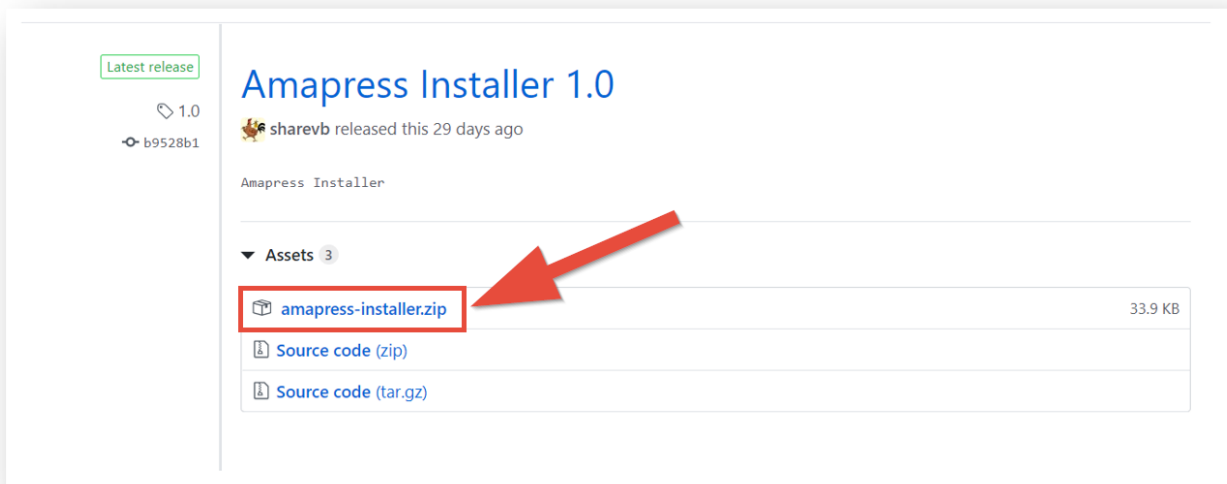 Latest release
1.0
b9528b1
Amapress Installer 1.0
sharevb released this 29 days ago
Amapress Installer
Assets 3
amapress-installer.zip 33.9 KB
Source code (zip)
Source code (tar.gz)